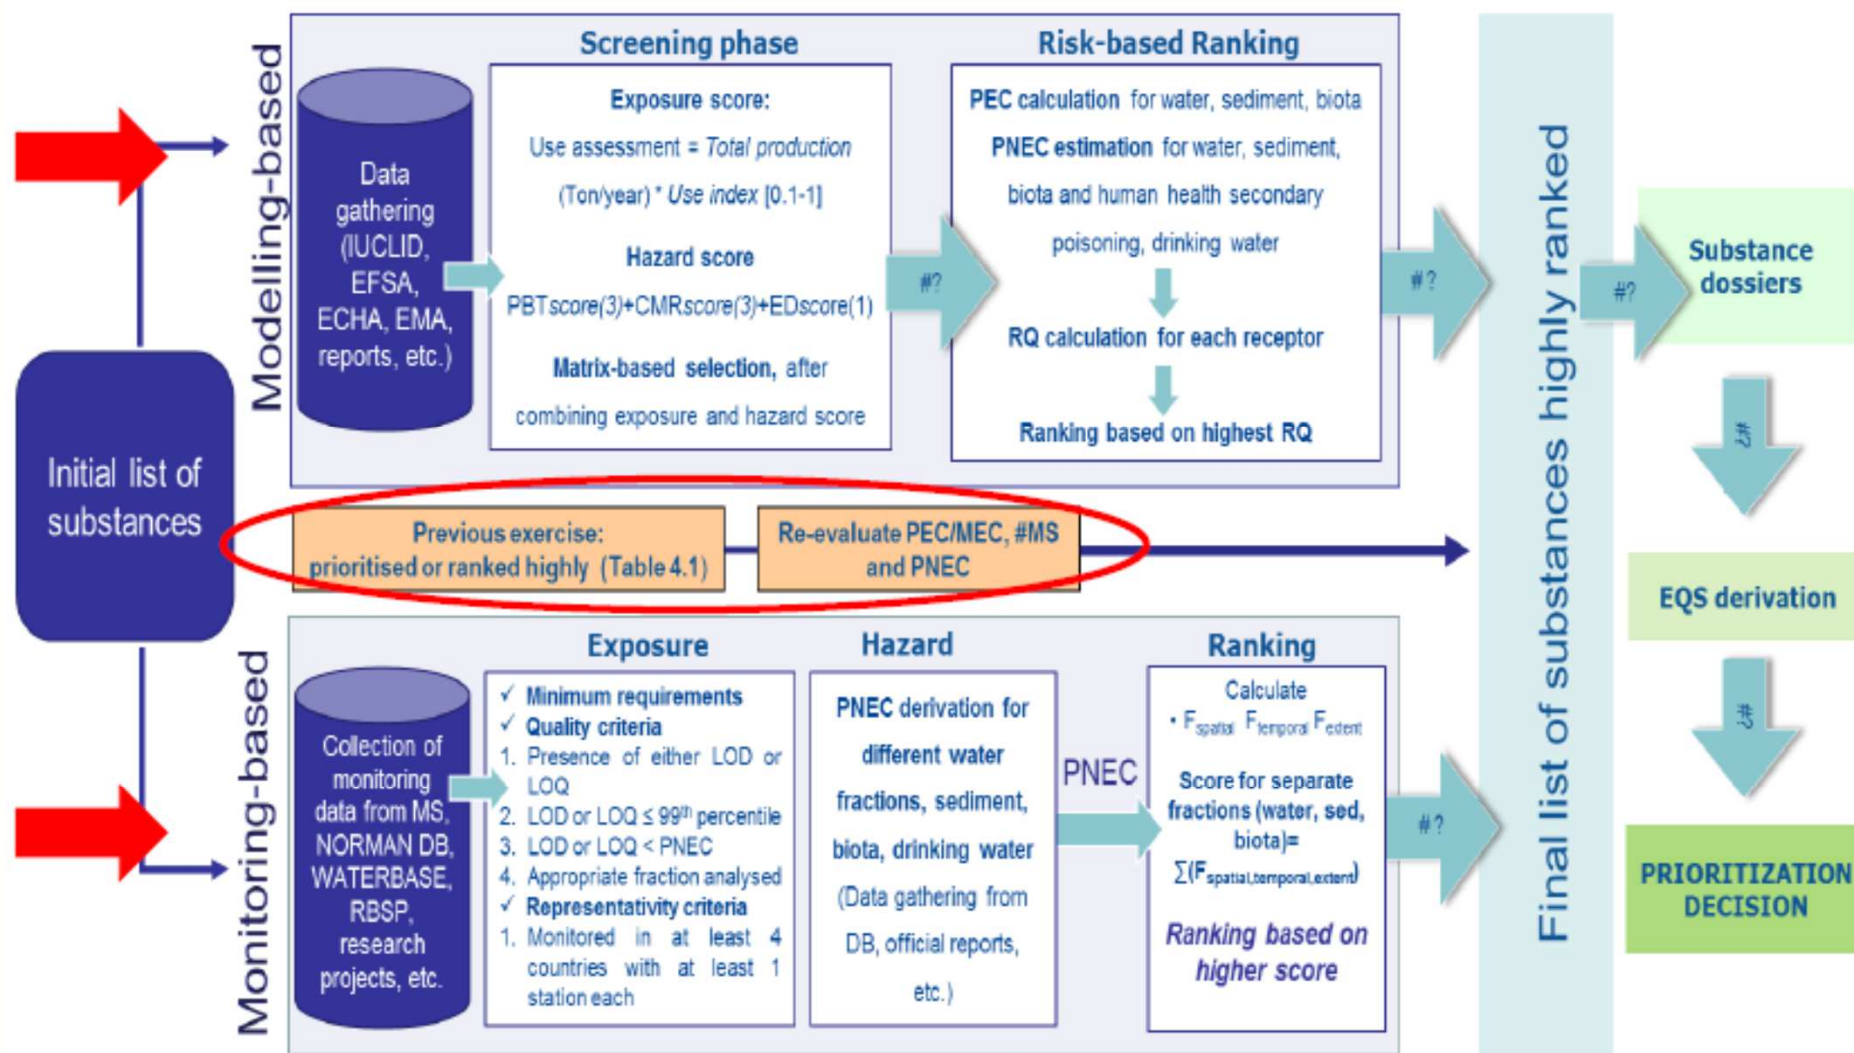 Initial list of
substances
Modelling-based
Data
gathering
(IUCLID,
EFSA,
ECHA, EMA,
reports, etc.)
Screening phase
Exposure score:
Use assessment = Total production
(Ton/year) * Use index [0.1-1]
Hazard score
PBTscore(3)+CMRscore(3)+EDscore(1)
Matrix-based selection, after
combining exposure and hazard score
#?
Risk-based Ranking
PEC calculation for water, sediment, biota
PNEC estimation for water, sediment,
biota and human health secondary
poisoning, drinking water
RQ calculation for each receptor
Ranking based on highest RQ
#?
Previous exercise:
prioritised or ranked highly (Table 4.1)
Re-evaluate PEC/MEC, #MS
and PNEC
Monitoring-based
Collection of
monitoring
data from MS,
NORMAN DB,
WATERBASE,
RBSP,
research
projects, etc.
Exposure
✓ Minimum requirements
✓ Quality criteria
1. Presence of either LOD or
LOQ
2. LOD or LOQ ≤ 99th percentile
3. LOD or LOQ < PNEC
4. Appropriate fraction analysed
✓ Representativity criteria
1. Monitored in at least 4
countries with at least 1
station each
Hazard
PNEC derivation for
different water
fractions, sediment,
biota, drinking water
(Data gathering from
DB, official reports,
etc.)
PNEC
Ranking
Calculate
• Fspatial Ftemporal Fextent
Score for separate
fractions (water, sed,
biota)=
∑(Fspatial,temporal,extent)
Ranking based on
higher score
#?
Final list of substances highly ranked
#?
Substance
dossiers
#?
EQS derivation
#?
PRIORITIZATION
DECISION